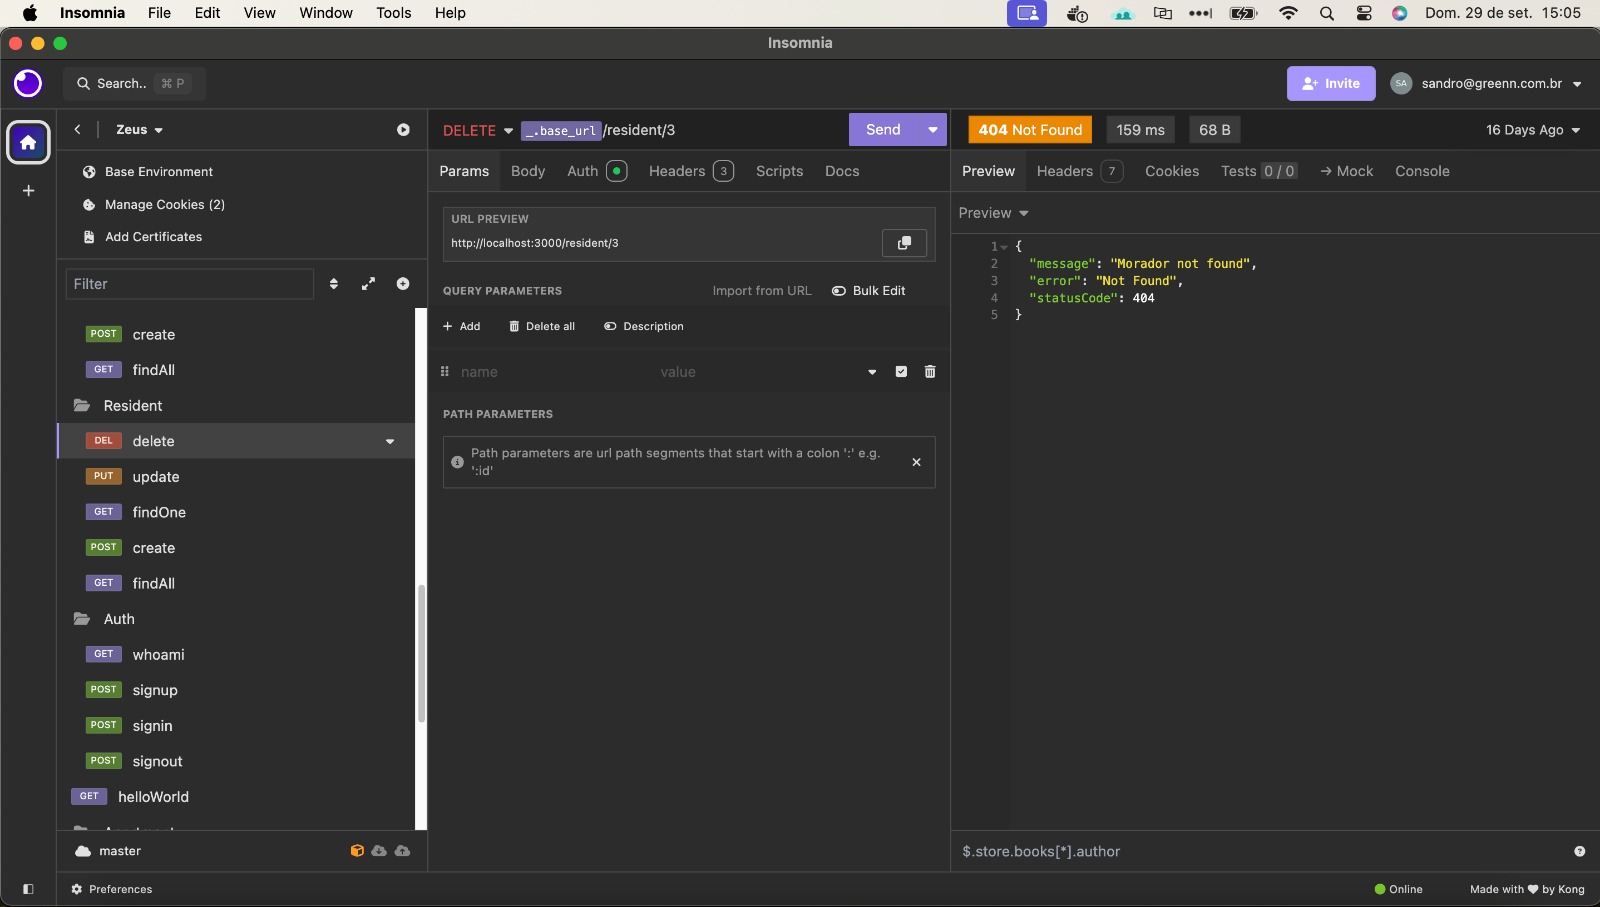 Insomnia File Edit View Window Tools Help Dom. 29 de set. 15:05
Insomnia
Search.. ⌘ P Invite SA sandro@greenn.com.br
Zeus
DELETE _.base_url/resident/3 Send
404 Not Found 159 ms 68 B 16 Days Ago
Base Environment
Manage Cookies (2)
Add Certificates
Params Body Auth Headers 3 Scripts Docs
Preview Headers 7 Cookies Tests 0 / 0 → Mock Console
URL PREVIEW
http://localhost:3000/resident/3
Preview
Filter
QUERY PARAMETERS Import from URL Bulk Edit
+ Add Delete all Description
name value
PATH PARAMETERS
Path parameters are url path segments that start with a colon ':' e.g.
':id'
1 {
2 "message": "Morador not found",
3 "error": "Not Found",
4 "statusCode": 404
5 }
POST create
GET findAll
Resident
DEL delete
PUT update
GET findOne
POST create
GET findAll
Auth
GET whoami
POST signup
POST signin
POST signout
GET helloWorld
master
$.store.books[*].author
Preferences
Online
Made with ♥ by Kong